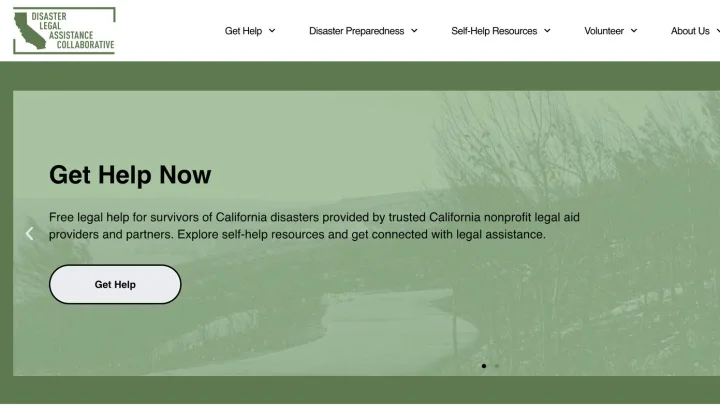 DISASTER
LEGAL
ASSISTANCE
COLLABORATIVE
Get Help
Disaster Preparedness
Self-Help Resources
Volunteer
About Us
Get Help Now
Free legal help for survivors of California disasters provided by trusted California nonprofit legal aid
providers and partners. Explore self-help resources and get connected with legal assistance.
Get Help